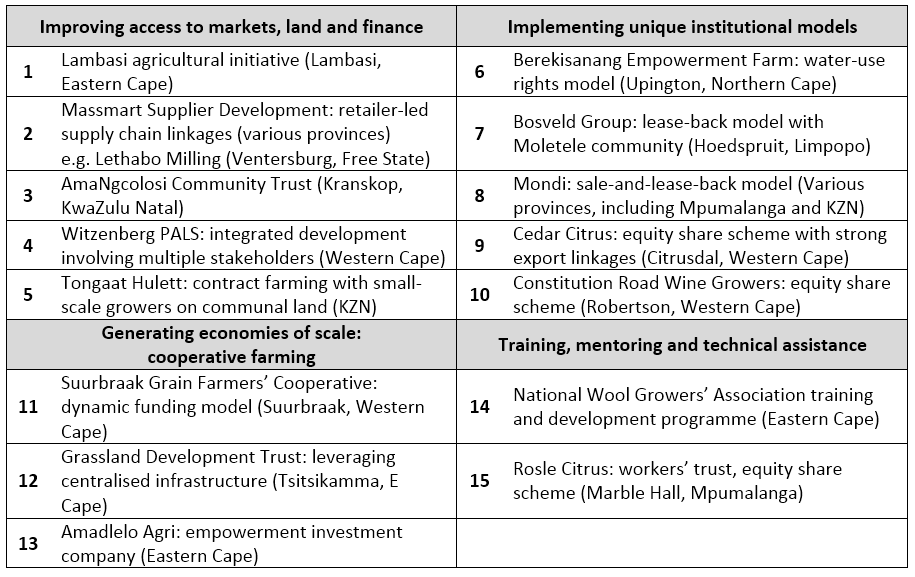 Improving access to markets, land and finance
1
Lambasi agricultural initiative (Lambasi,
Eastern Cape)
2
Massmart Supplier Development: retailer-led
supply chain linkages (various provinces)
e.g. Lethabo Milling (Ventersburg, Free State)
3
AmaNgcolosi Community Trust (Kranskop,
KwaZulu Natal)
4
Witzenberg PALS: integrated development
involving multiple stakeholders (Western Cape)
5
Tongaat Hulett: contract farming with small-
scale growers on communal land (KZN)
Implementing unique institutional models
6
Berekisanang Empowerment Farm: water-use
rights model (Upington, Northern Cape)
7
Bosveld Group: lease-back model with
Moletele community (Hoedspruit, Limpopo)
8
Mondi: sale-and-lease-back model (Various
provinces, including Mpumalanga and KZN)
9
Cedar Citrus: equity share scheme with strong
export linkages (Citrusdal, Western Cape)
10
Constitution Road Wine Growers: equity share
scheme (Robertson, Western Cape)
Generating economies of scale:
cooperative farming
11
Suurbraak Grain Farmers’ Cooperative:
dynamic funding model (Suurbraak, Western
Cape)
12
Grassland Development Trust: leveraging
centralised infrastructure (Tsitsikamma, E
Cape)
13
Amadlelo Agri: empowerment investment
company (Eastern Cape)
Training, mentoring and technical assistance
14
National Wool Growers’ Association training
and development programme (Eastern Cape)
15
Rosle Citrus: workers’ trust, equity share
scheme (Marble Hall, Mpumalanga)